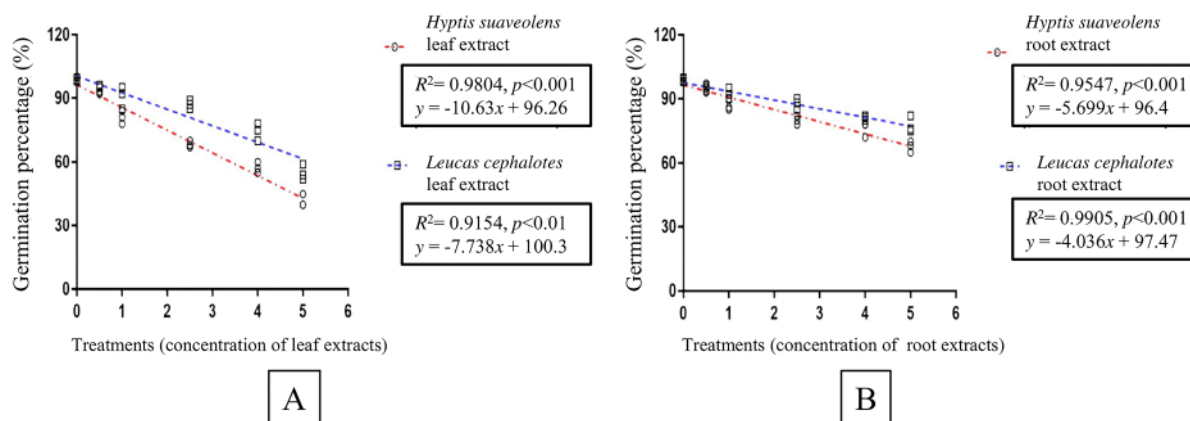 Germination percentage (%)
120
90
60
30
0
0
1
2
3
4
5
6
Treatments (concentration of leaf extracts)
A
Hyptis suaveolens
leaf extract
R²= 0.9804, p<0.001
y = -10.63x + 96.26
Leucas cephalotes
leaf extract
R²= 0.9154, p<0.01
y = -7.738x + 100.3
Germination percentage (%)
120
90
60
30
0
0
1
2
3
4
5
6
Treatments (concentration of root extracts)
B
Hyptis suaveolens
root extract
R²= 0.9547, p<0.001
y = -5.699x + 96.4
Leucas cephalotes
root extract
R²= 0.9905, p<0.001
y = -4.036x + 97.47